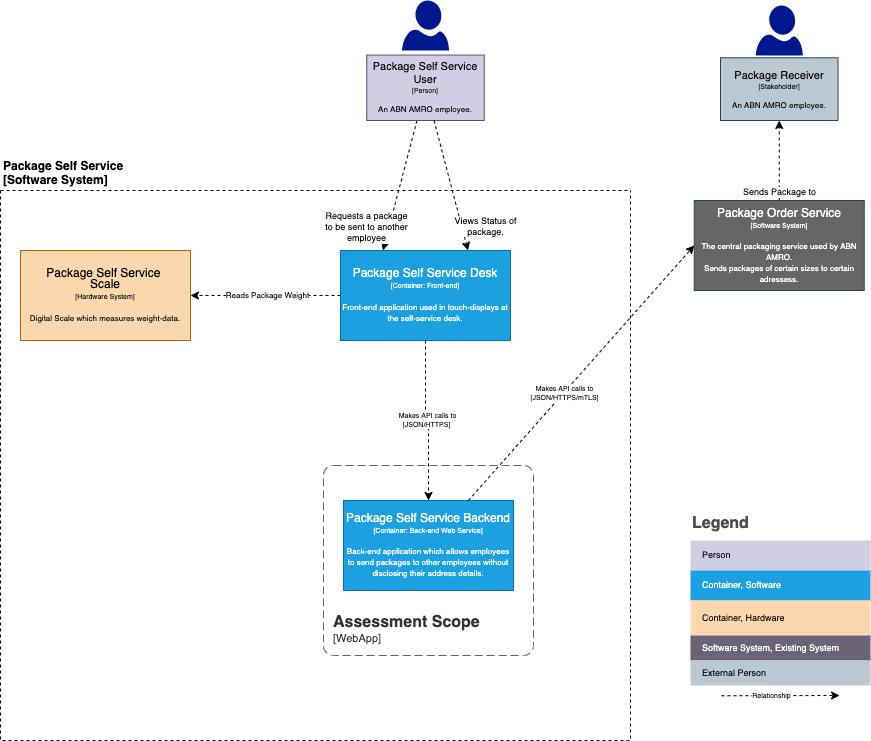 Package Self Service
User
[Person]
An ABN AMRO employee.
Package Receiver
[Stakeholder]
An ABN AMRO employee.
Package Self Service
[Software System]
Requests a package
to be sent to another
employee
Views Status of
package.
Sends Package to
Package Order Service
[Software System]
The central packaging service used by ABN
AMRO.
Sends packages of certain sizes to certain
adressess.
Package Self Service
Scale
[Hardware System]
Digital Scale which measures weight-data.
Reads Package Weight
Package Self Service Desk
[Container: Front-end]
Front-end application used in touch-displays at
the self-service desk.
Makes API calls to
[JSON/HTTPS/mTLS]
Makes API calls to
[JSON/HTTPS]
Package Self Service Backend
[Container: Back-end Web Service]
Back-end application which allows employees
to send packages to other employees without
disclosing their address details.
Assessment Scope
[WebApp]
Legend
Person
Container, Software
Container, Hardware
Software System, Existing System
External Person
Relationship